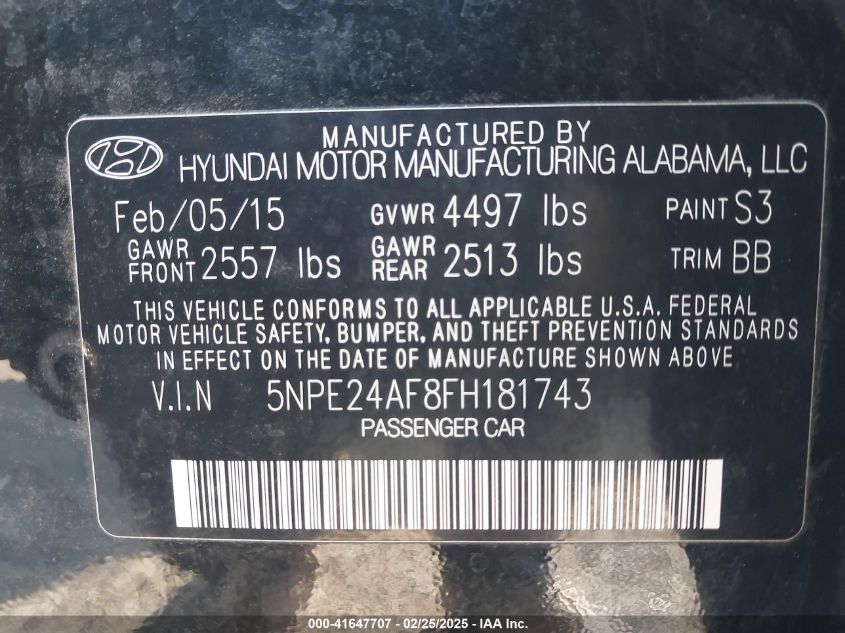 MANUFACTURED BY
HYUNDAI MOTOR MANUFACTURING ALABAMA, LLC
Feb/05/15 GVWR 4497 lbs PAINT S3
GAWR FRONT 2557 lbs GAWR REAR 2513 lbs TRIM BB
THIS VEHICLE CONFORMS TO ALL APPLICABLE U.S.A. FEDERAL
MOTOR VEHICLE SAFETY, BUMPER, AND THEFT PREVENTION STANDARDS
IN EFFECT ON THE DATE OF MANUFACTURE SHOWN ABOVE
V.I.N 5NPE24AF8FH181743
PASSENGER CAR
000-41647707 - 02/25/2025 - IAA Inc.